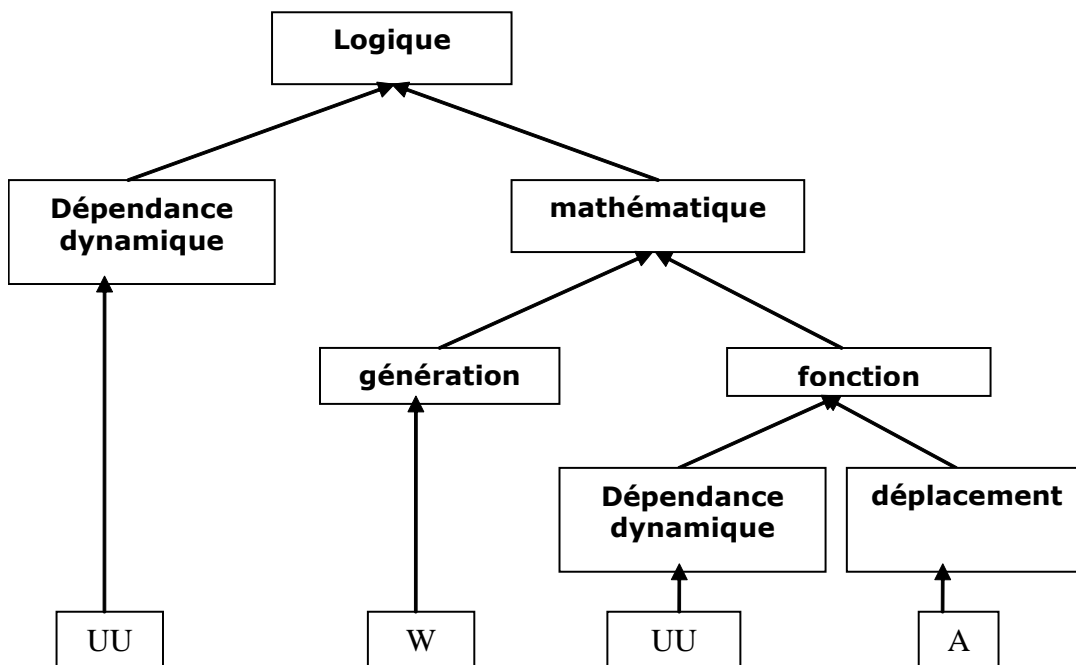 Logique
Dépendance
dynamique
mathématique
génération
fonction
Dépendance
dynamique
déplacement
UU
W
UU
A